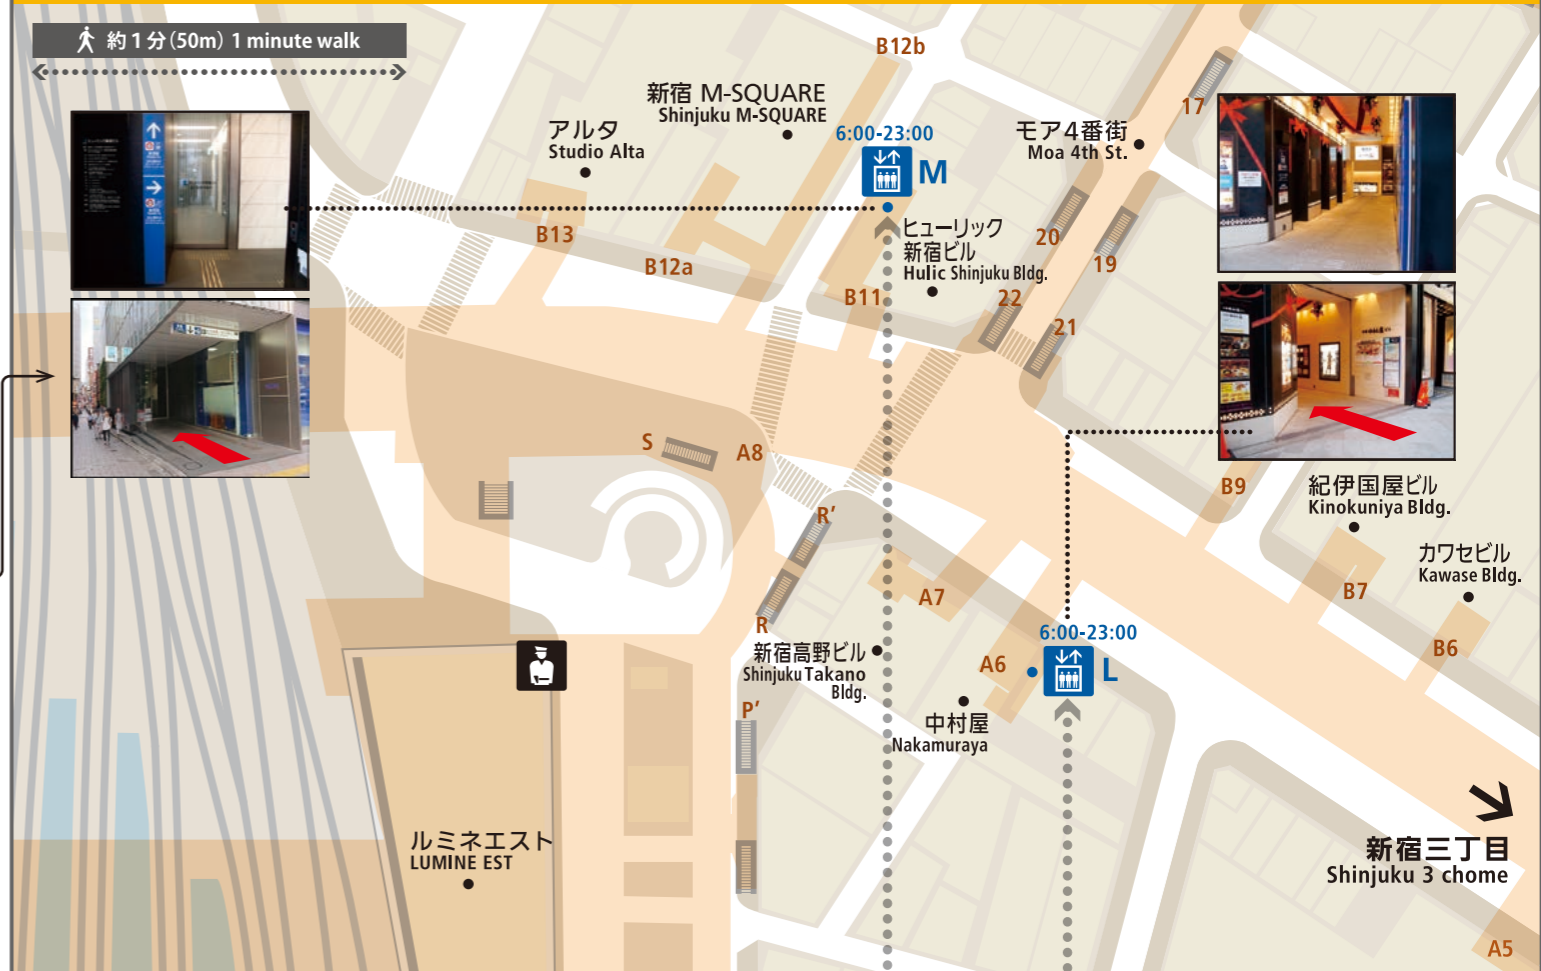 約1分(50m) 1 minute walk
B12b
新宿 M-SQUARE
Shinjuku M-SQUARE
アルタ
Studio Alta
6:00-23:00
M
モア4番街
Moa 4th St.
17
B13
B12a
ヒューリック
新宿ビル
Hulic Shinjuku Bldg.
20
19
B11
22
21
S
A8
R’
B9
紀伊国屋ビル
Kinokuniya Bldg.
カワセビル
Kawase Bldg.
A7
B7
R
6:00-23:00
L
新宿高野ビル
Shinjuku Takano
Bldg.
A6
B6
P’
中村屋
Nakamuraya
ルミネエスト
LUMINE EST
新宿三丁目
Shinjuku 3 chome
A5